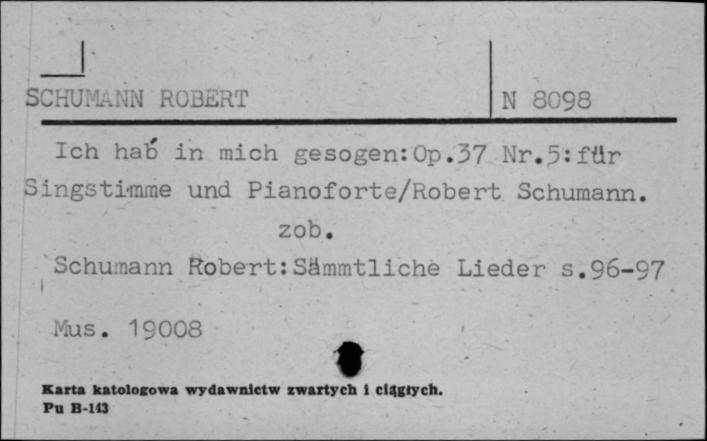 SCHUMANN ROBERT N 8098
Ich hab in mich gesogen:Op.37 Nr.5:für
Singstimme und Pianoforte/Robert Schumann.
zob.
Schumann Robert:Sämmtliche Lieder s.96-97
Mus. 19008
Karta katologowa wydawnictw zwartych i ciągłych.
Pu B-143